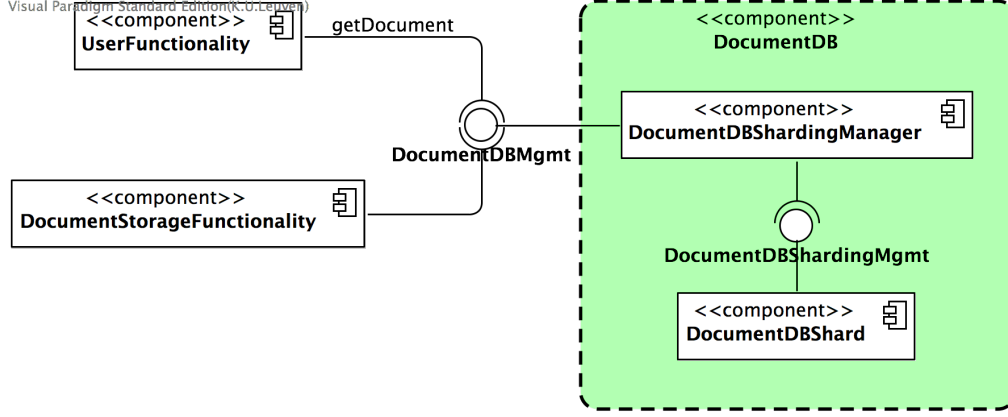 Visual Paradigm Standard Edition(K.U.Leuven)
<<component>>
UserFunctionality
getDocument
<<component>>
DocumentDB
<<component>>
DocumentDBShardingManager
DocumentDBMgmt
<<component>>
DocumentStorageFunctionality
DocumentDBShardingMgmt
<<component>>
DocumentDBShard